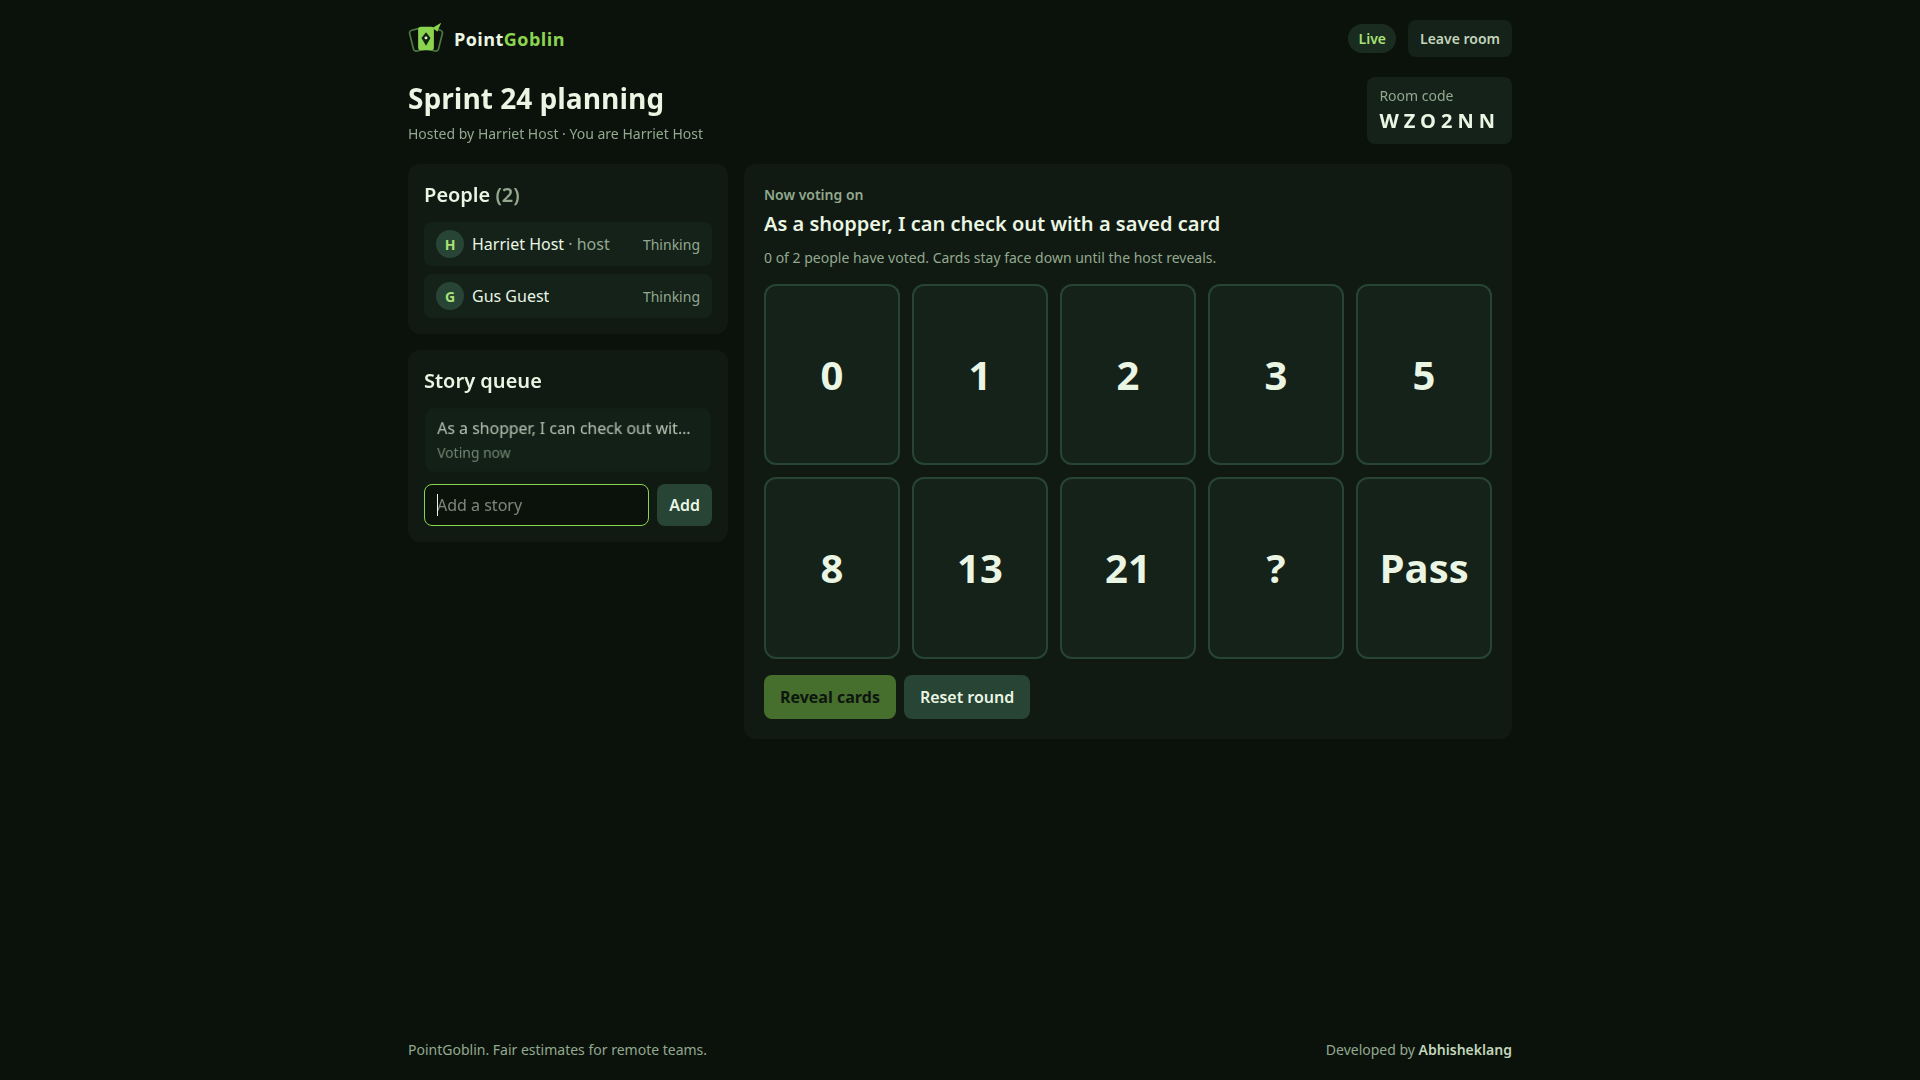 PointGoblin
Live
Leave room
Sprint 24 planning
Hosted by Harriet Host · You are Harriet Host
Room code
WZO2NN
People (2)
H
Harriet Host · host
Thinking
G
Gus Guest
Thinking
Story queue
As a shopper, I can check out wit...
Voting now
Add a story
Add
Now voting on
As a shopper, I can check out with a saved card
0 of 2 people have voted. Cards stay face down until the host reveals.
0
1
2
3
5
8
13
21
?
Pass
Reveal cards
Reset round
PointGoblin. Fair estimates for remote teams.
Developed by Abhisheklang